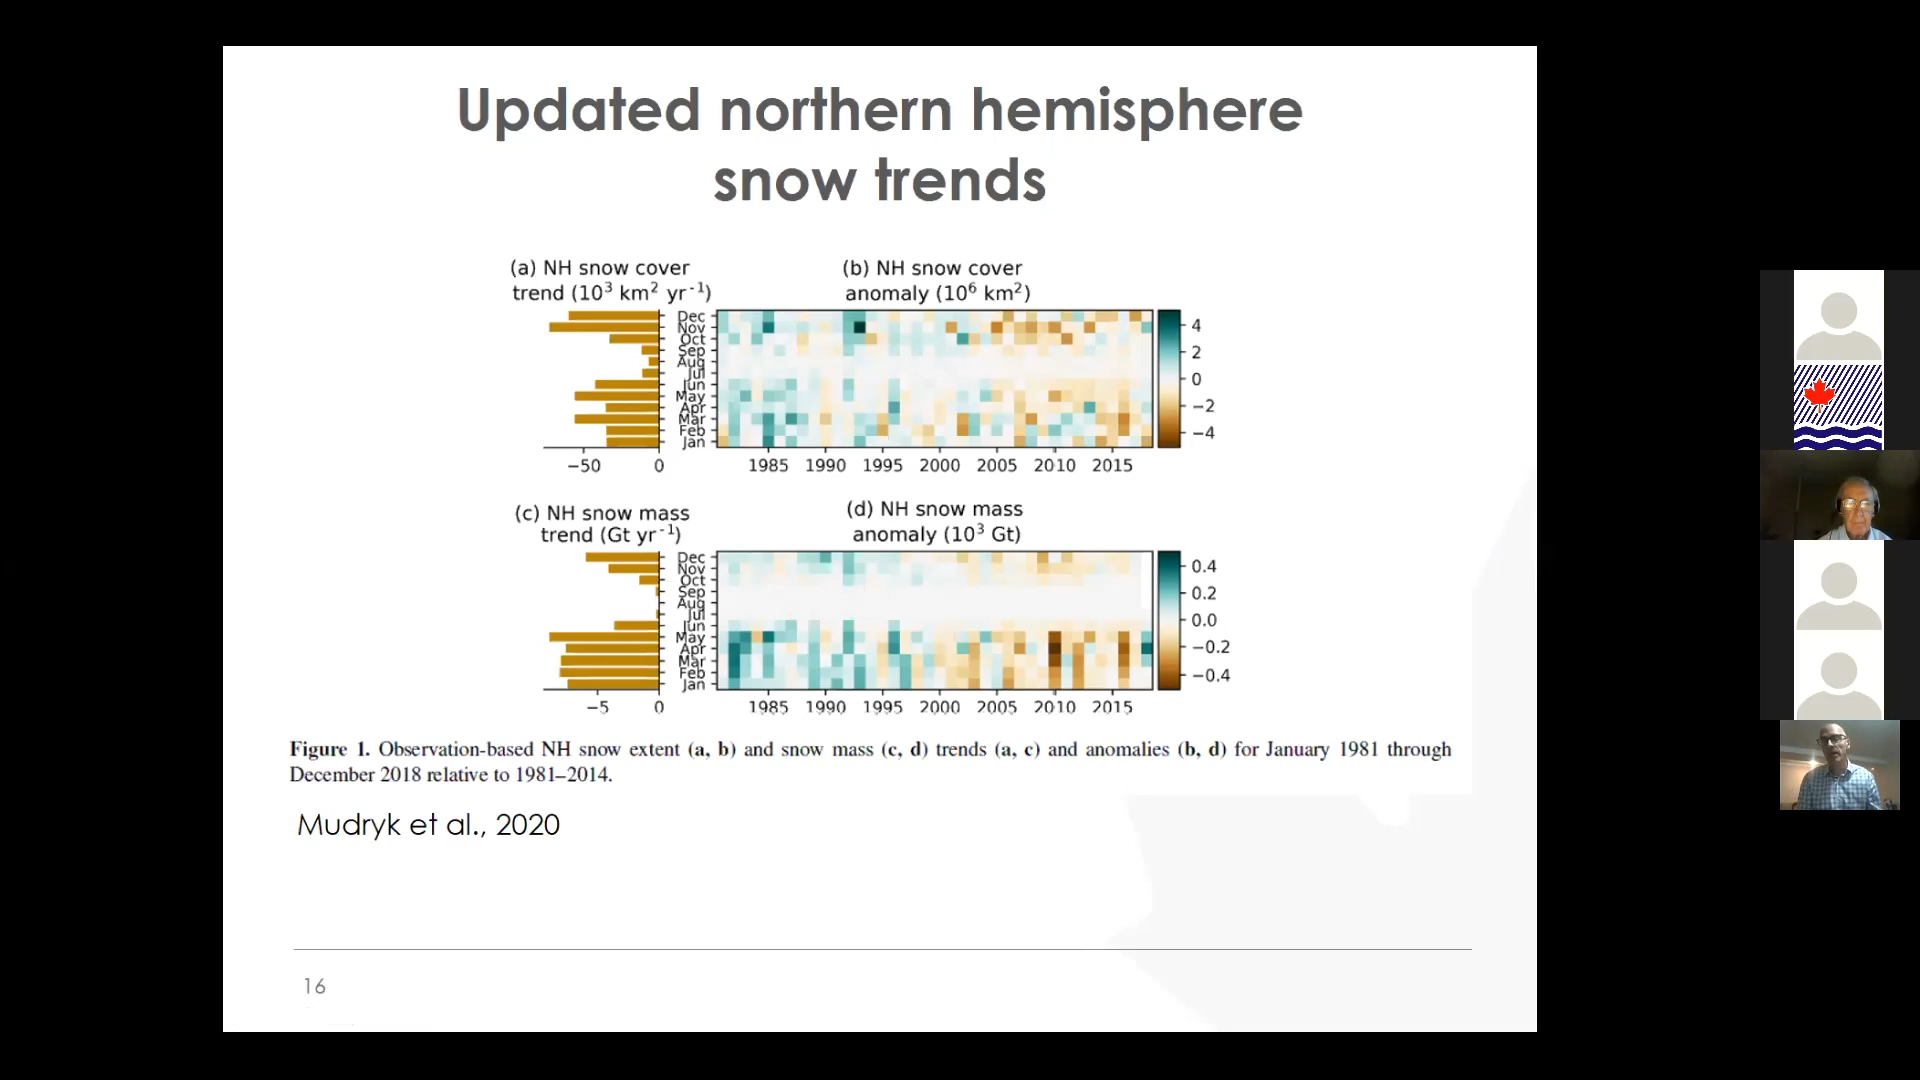 Updated northern hemisphere
snow trends
(a) NH snow cover
trend (10³ km² yr⁻¹)
(b) NH snow cover
anomaly (10⁶ km²)
Dec
Nov
Oct
Sep
Aug
Jul
Jun
May
Apr
Mar
Feb
Jan
4
2
0
−2
−4
−50 0
1985 1990 1995 2000 2005 2010 2015
(c) NH snow mass
trend (Gt yr⁻¹)
(d) NH snow mass
anomaly (10³ Gt)
Dec
Nov
Oct
Sep
Aug
Jul
Jun
May
Apr
Mar
Feb
Jan
0.4
0.2
0.0
−0.2
−0.4
−5 0
1985 1990 1995 2000 2005 2010 2015
Figure 1. Observation-based NH snow extent (a, b) and snow mass (c, d) trends (a, c) and anomalies (b, d) for January 1981 through
December 2018 relative to 1981–2014.
Mudryk et al., 2020
16